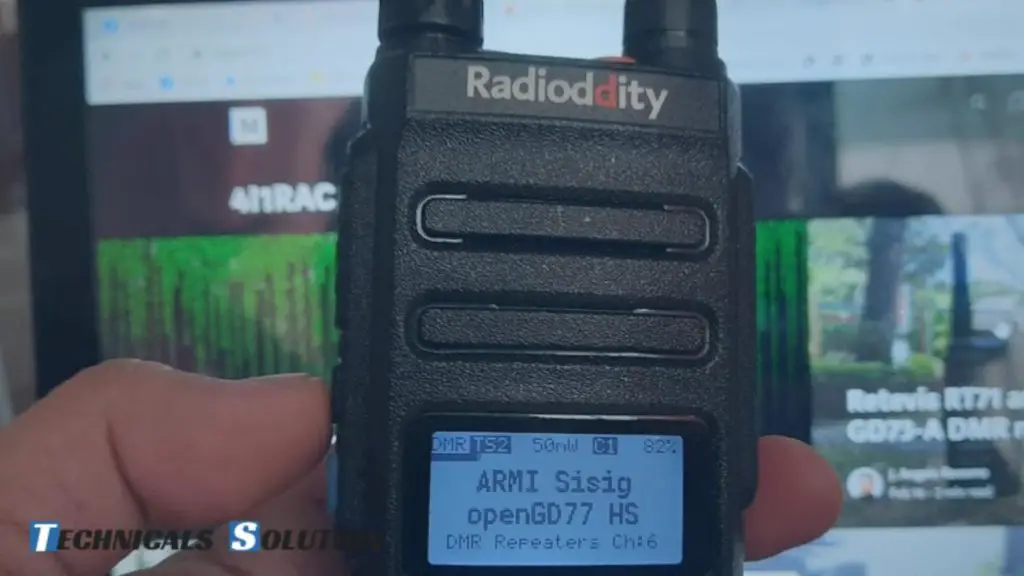 Radioddity
4I1RAC
Retevis RT71 a
GD73-A DMR
DMR TS2 50mW C1 82%
ARMI Sisig
openGD77 HS
DMR Repeaters Ch:6
TECHNICALS SOLUTION